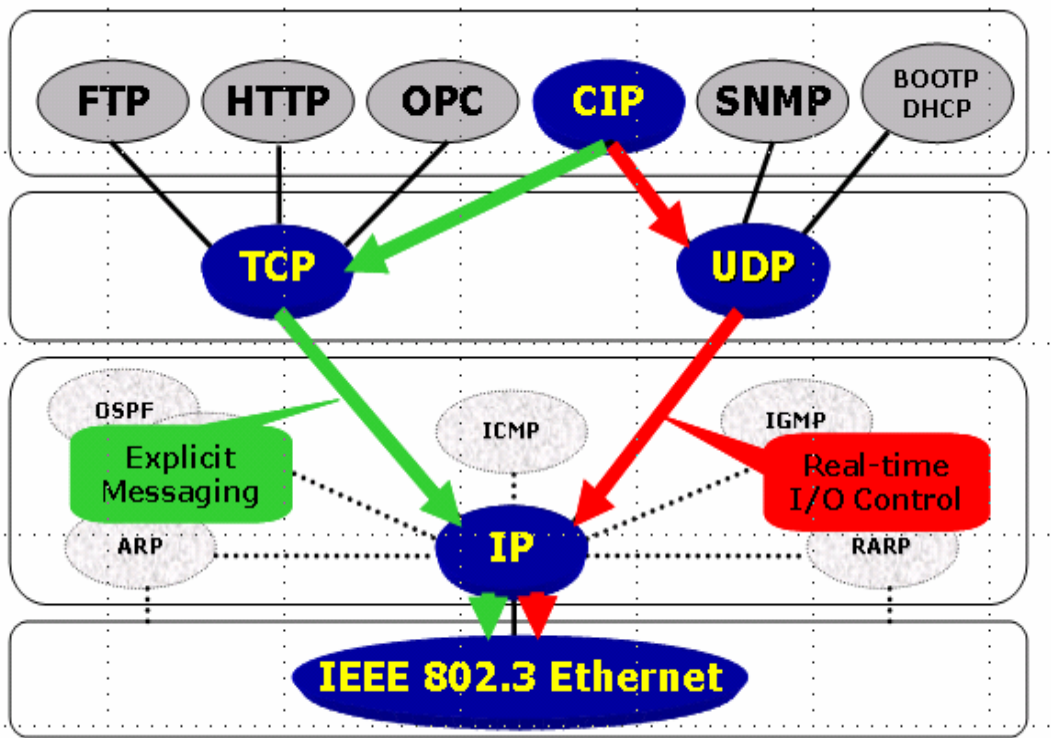 FTP
HTTP
OPC
CIP
SNMP
BOOTP
DHCP
TCP
UDP
OSPF
ICMP
IGMP
Explicit
Messaging
Real-time
I/O Control
ARP
IP
RARP
IEEE 802.3 Ethernet